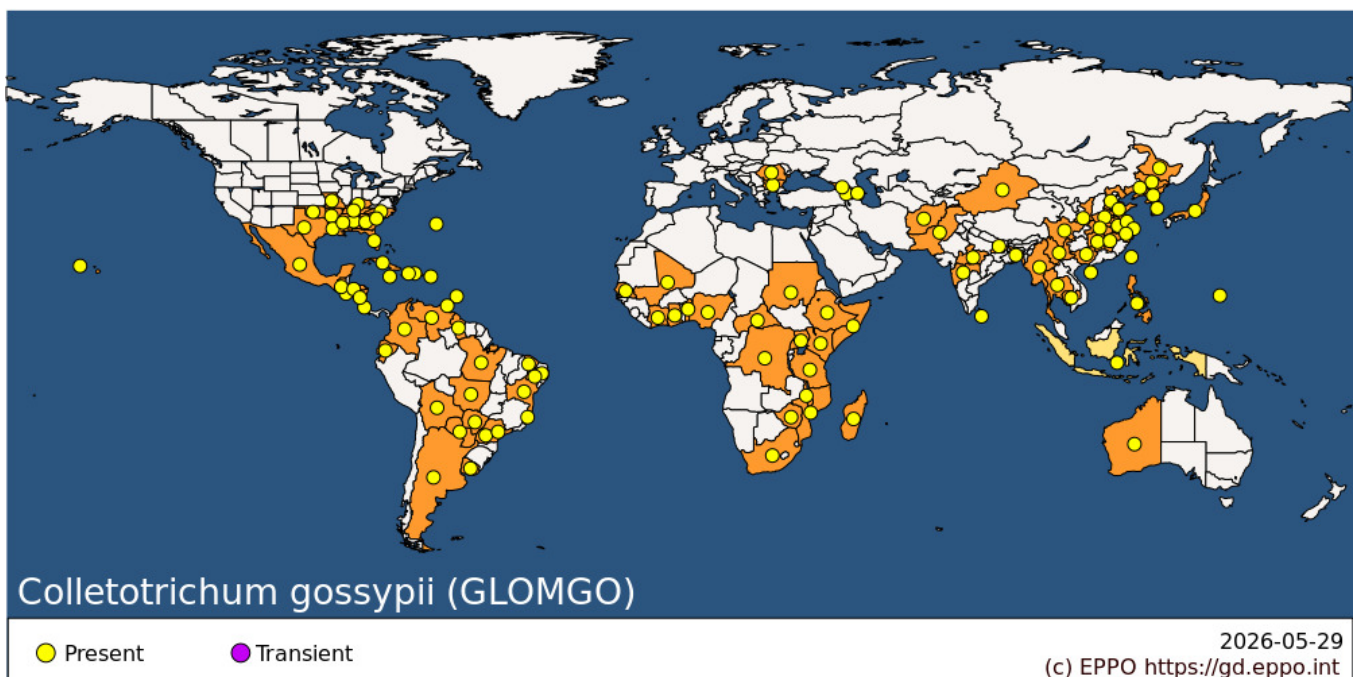 Colletotrichum gossypii (GLOMGO)
Present
Transient
2026-05-29
(c) EPPO https://gd.eppo.int